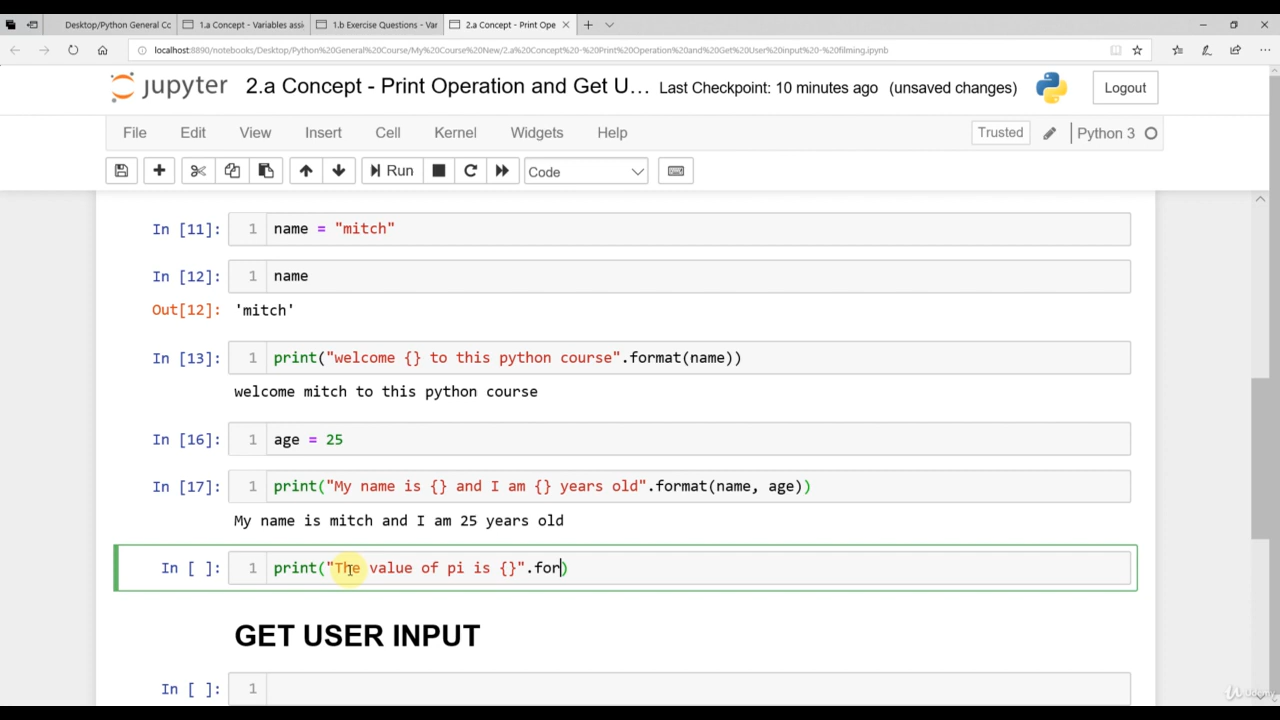 Desktop/Python General Cc
1.a Concept - Variables assi
1.b Exercise Questions - Var
2.a Concept - Print Ope
localhost:8890/notebooks/Desktop/Python%20General%20Course/My%20Course%20New/2.a%20Concept%20-%20Print%20Operation%20and%20Get%20User%20input%20-%20filming.ipynb
jupyter 2.a Concept - Print Operation and Get U... Last Checkpoint: 10 minutes ago (unsaved changes)
Logout
File Edit View Insert Cell Kernel Widgets Help
Trusted Python 3
Run Code
In [11]: 1 name = "mitch"
In [12]: 1 name
Out[12]: 'mitch'
In [13]: 1 print("welcome {} to this python course".format(name))
welcome mitch to this python course
In [16]: 1 age = 25
In [17]: 1 print("My name is {} and I am {} years old".format(name, age))
My name is mitch and I am 25 years old
In [ ]: 1 print("The value of pi is {}".for)
GET USER INPUT
In [ ]: 1
Udemy